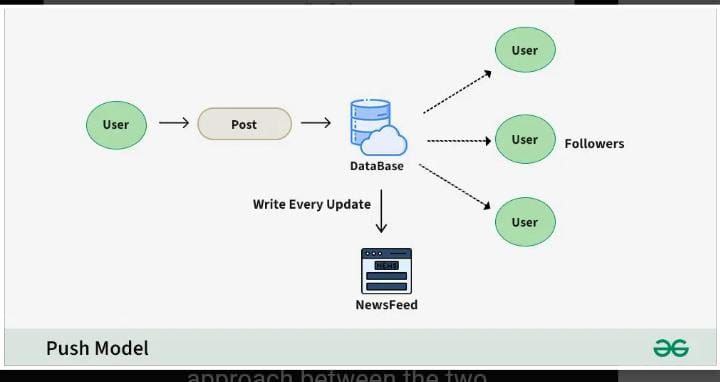 User
User
Post
User
Followers
DataBase
Write Every Update
User
NEWS
NewsFeed
Push Model
approach between the two